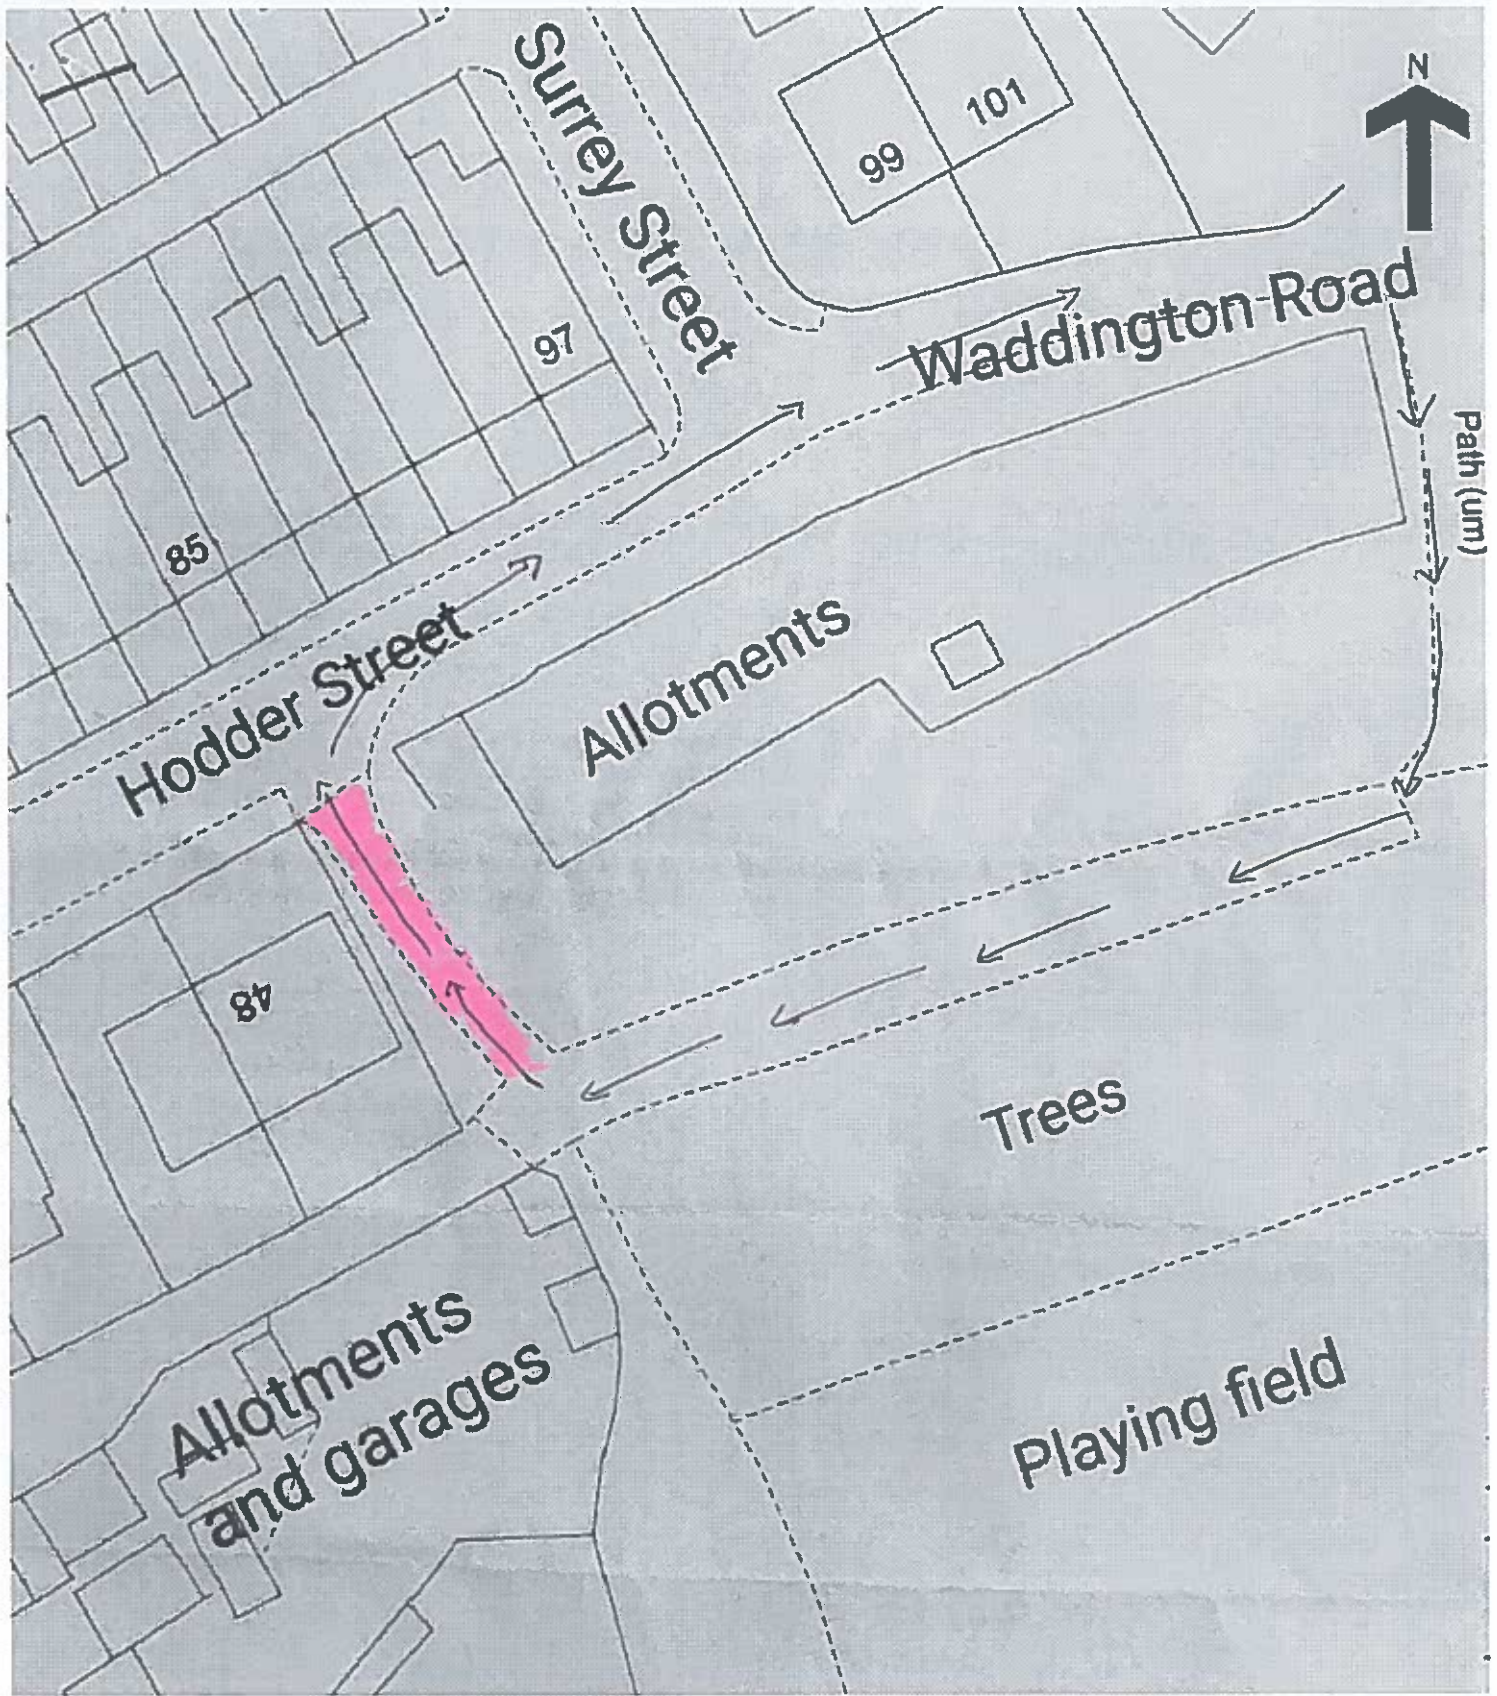 Surrey Street
101
99
N
97
Waddington Road
Path (um)
85
Hodder Street
Allotments
48
Trees
Allotments
and garages
Playing field